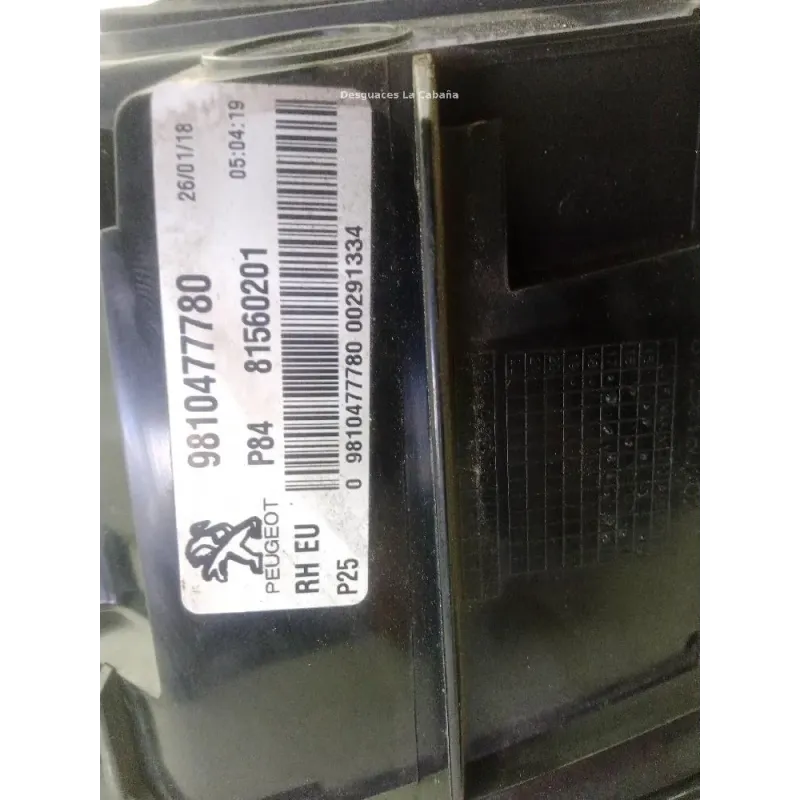 Desguaces La Cabaña
26/01/18 05:04:19
9810477780
P84 81560201
PEUGEOT
RH EU
P25 0 9810477780 00291334